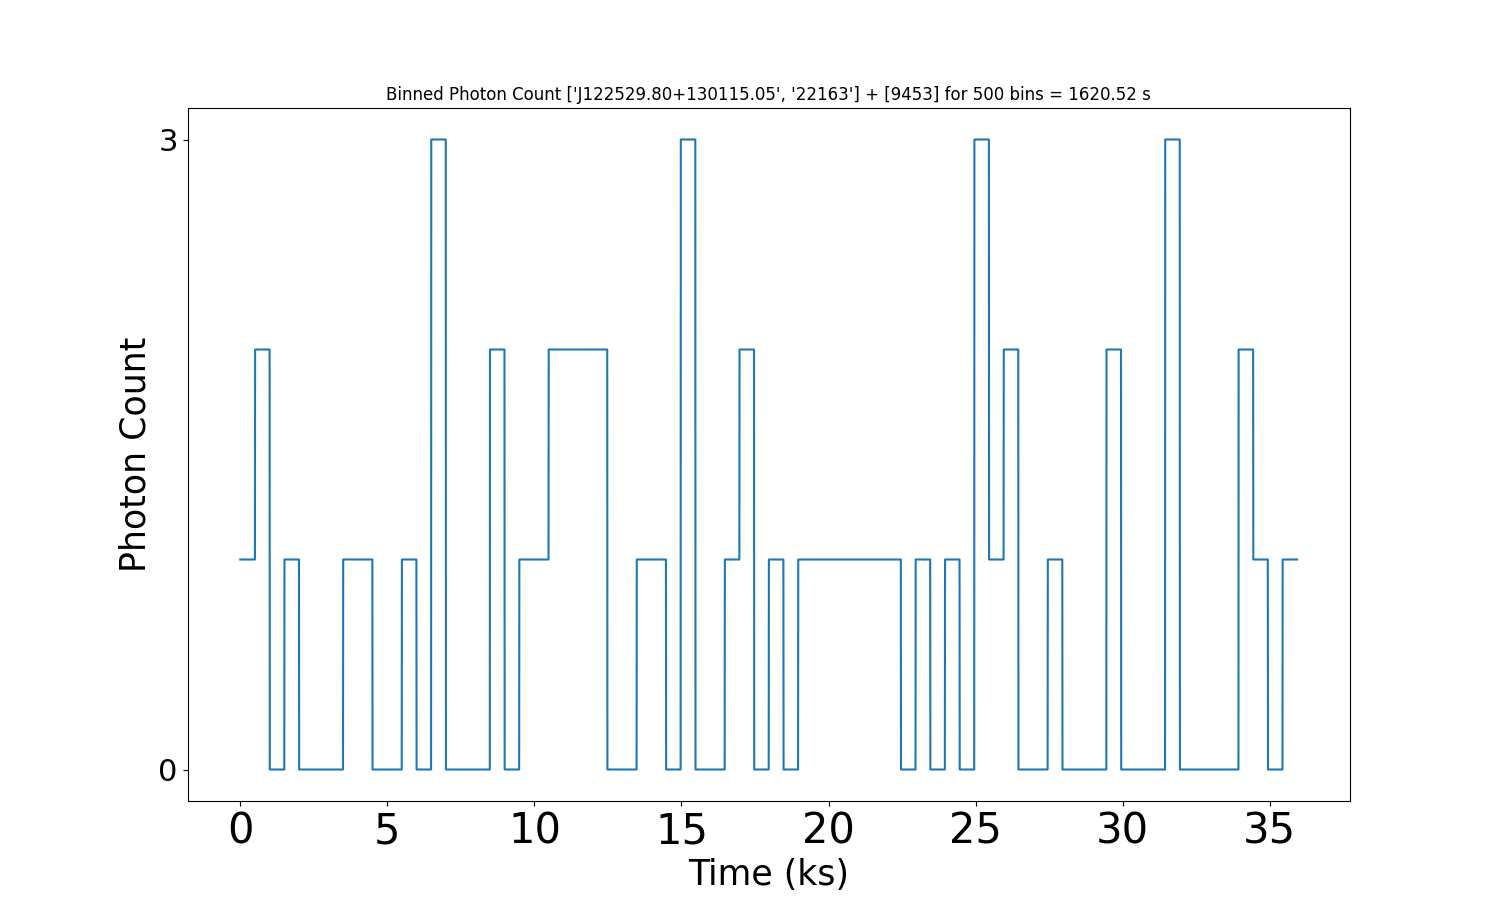 Binned Photon Count ['J122529.80+130115.05', '22163'] + [9453] for 500 bins = 1620.52 s
3
Photon Count
0
0 5 10 15 20 25 30 35
Time (ks)